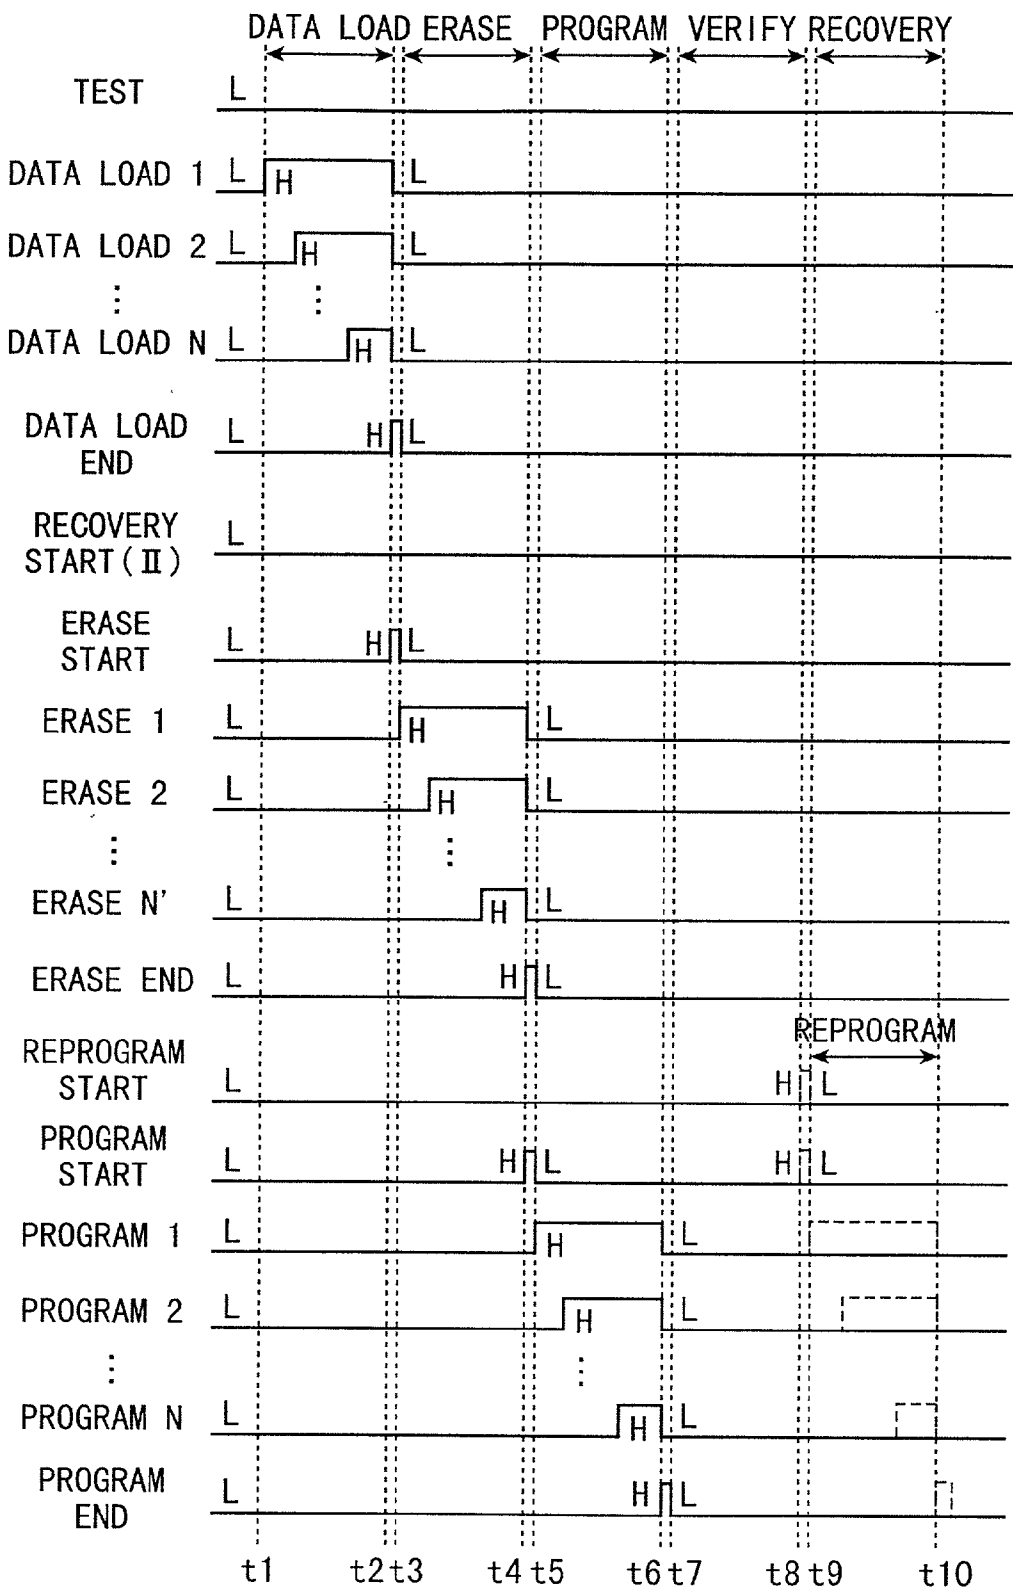 DATA LOAD ERASE PROGRAM VERIFY RECOVERY
TEST L
DATA LOAD 1 L H L
DATA LOAD 2 L H L
⋮ ⋮
DATA LOAD N L H L
DATA LOAD
END L H L
RECOVERY
START(Ⅱ) L
ERASE
START L H L
ERASE 1 L H L
ERASE 2 L H L
⋮ ⋮
ERASE N' L H L
ERASE END L H L
REPROGRAM
REPROGRAM
START L H L
PROGRAM
START L H L H L
PROGRAM 1 L H L
PROGRAM 2 L H L
⋮ ⋮
PROGRAM N L H L
PROGRAM
END L H L
t1 t2 t3 t4 t5 t6 t7 t8 t9 t10